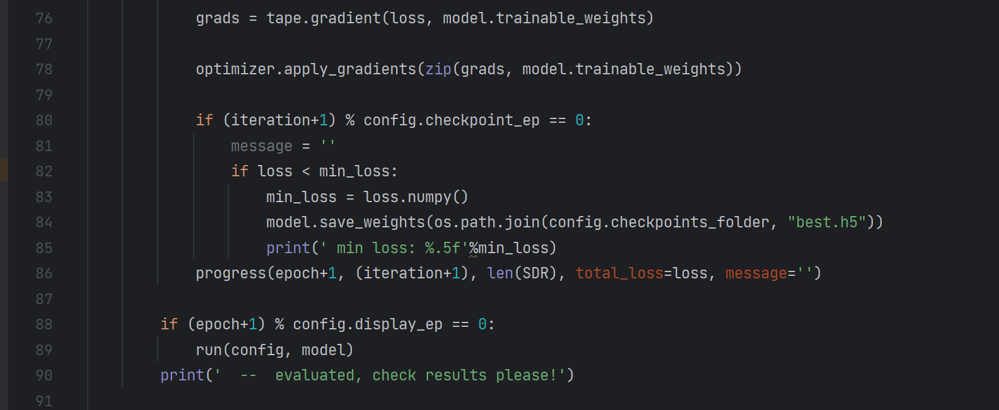 76 grads = tape.gradient(loss, model.trainable_weights)
77
78 optimizer.apply_gradients(zip(grads, model.trainable_weights))
79
80 if (iteration+1) % config.checkpoint_ep == 0:
81 message = ''
82 if loss < min_loss:
83 min_loss = loss.numpy()
84 model.save_weights(os.path.join(config.checkpoints_folder, "best.h5"))
85 print(' min loss: %.5f'%min_loss)
86 progress(epoch+1, (iteration+1), len(SDR), total_loss=loss, message='')
87
88 if (epoch+1) % config.display_ep == 0:
89 run(config, model)
90 print('  --  evaluated, check results please!')
91